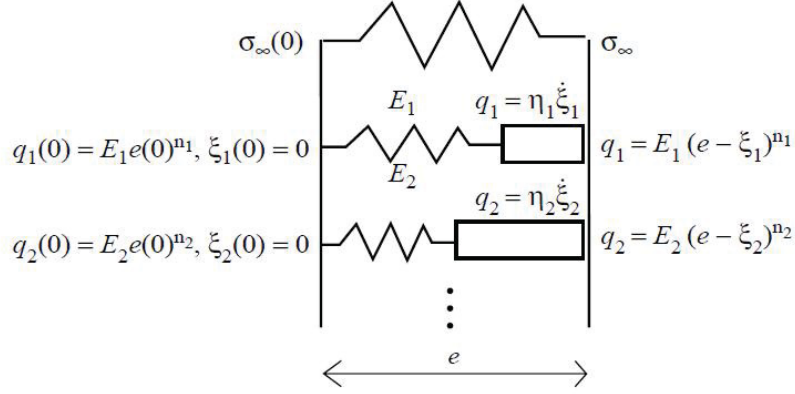 σ∞(0) σ∞
E₁ q₁ = η₁ξ̇₁
q₁(0) = E₁e(0)ⁿ¹, ξ₁(0) = 0 q₁ = E₁ (e – ξ₁)ⁿ¹
E₂
q₂ = η₂ξ̇₂
q₂(0) = E₂e(0)ⁿ², ξ₂(0) = 0 q₂ = E₂ (e – ξ₂)ⁿ²
e